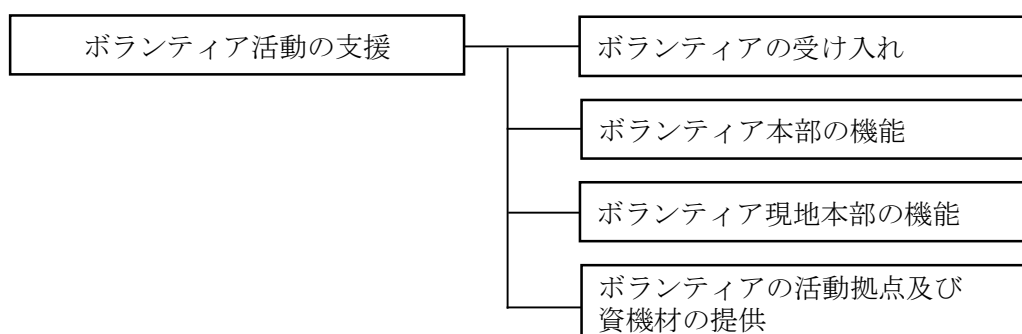 ボランティア活動の支援
ボランティアの受け入れ
ボランティア本部の機能
ボランティア現地本部の機能
ボランティアの活動拠点及び
資機材の提供